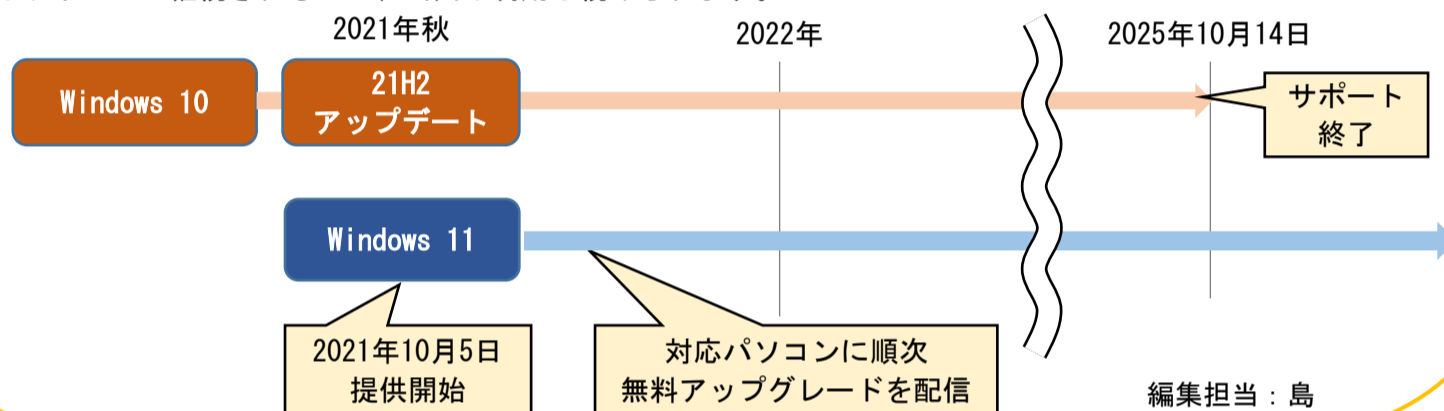 2021年秋
2022年
2025年10月14日
Windows 10
21H2
アップデート
サポート
終了
Windows 11
2021年10月5日
提供開始
対応パソコンに順次
無料アップグレードを配信
編集担当：島